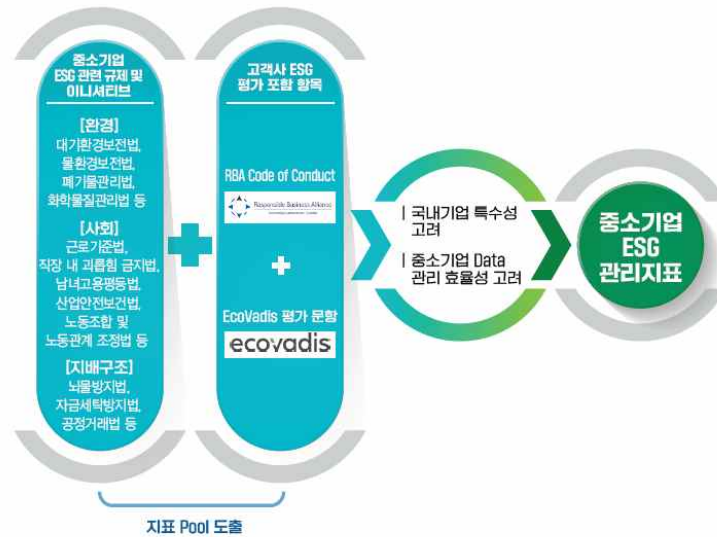 중소기업
ESG 관련 규제 및
이니셔티브
[환경]
대기환경보전법,
물환경보전법,
폐기물관리법,
화학물질관리법 등
[사회]
근로기준법,
직장 내 괴롭힘 금지법,
남녀고용평등법,
산업안전보건법,
노동조합 및
노동관계 조정법 등
[지배구조]
뇌물방지법,
자금세탁방지법,
공정거래법 등
고객사 ESG
평가 포함 항목
RBA Code of Conduct
Responsible Business Alliance
EcoVadis 평가 문항
ecovadis
국내기업 특수성
고려
중소기업 Data
관리 효율성 고려
중소기업
ESG
관리지표
지표 Pool 도출